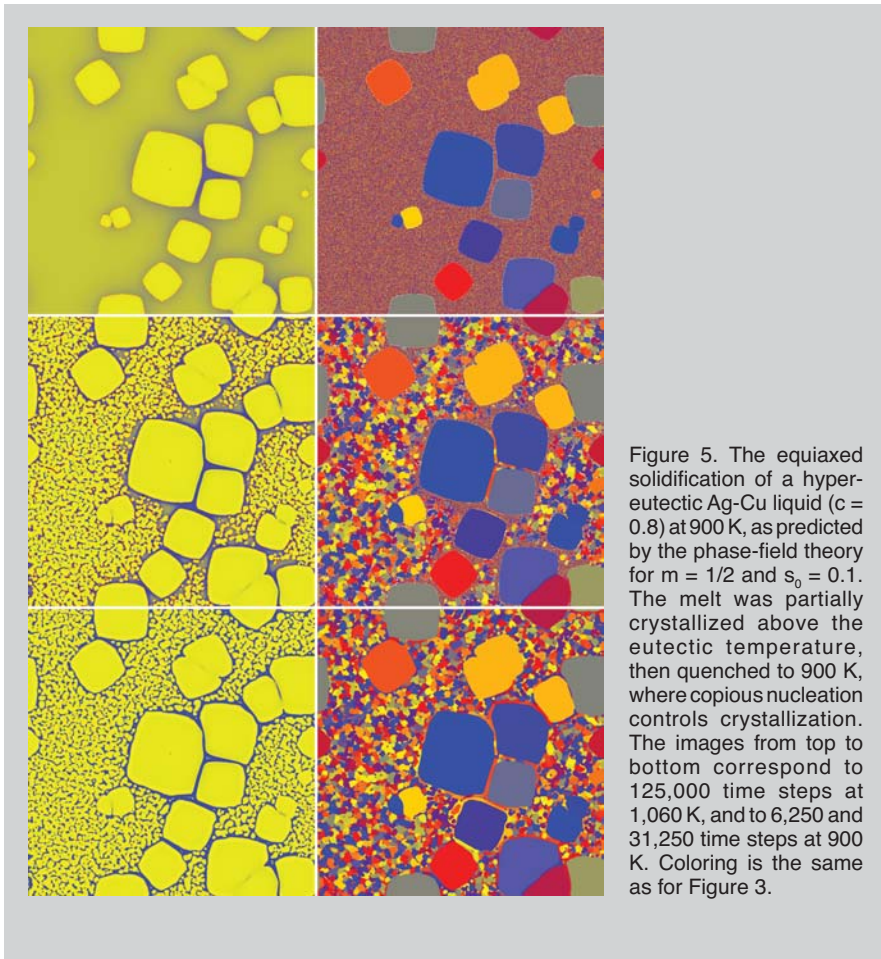 Figure 5. The equiaxed
solidification of a hyper-
eutectic Ag-Cu liquid (c =
0.8) at 900 K, as predicted
by the phase-field theory
for m = 1/2 and s₀ = 0.1.
The melt was partially
crystallized above the
eutectic temperature,
then quenched to 900 K,
where copious nucleation
controls crystallization.
The images from top to
bottom correspond to
125,000 time steps at
1,060 K, and to 6,250 and
31,250 time steps at 900
K. Coloring is the same
as for Figure 3.